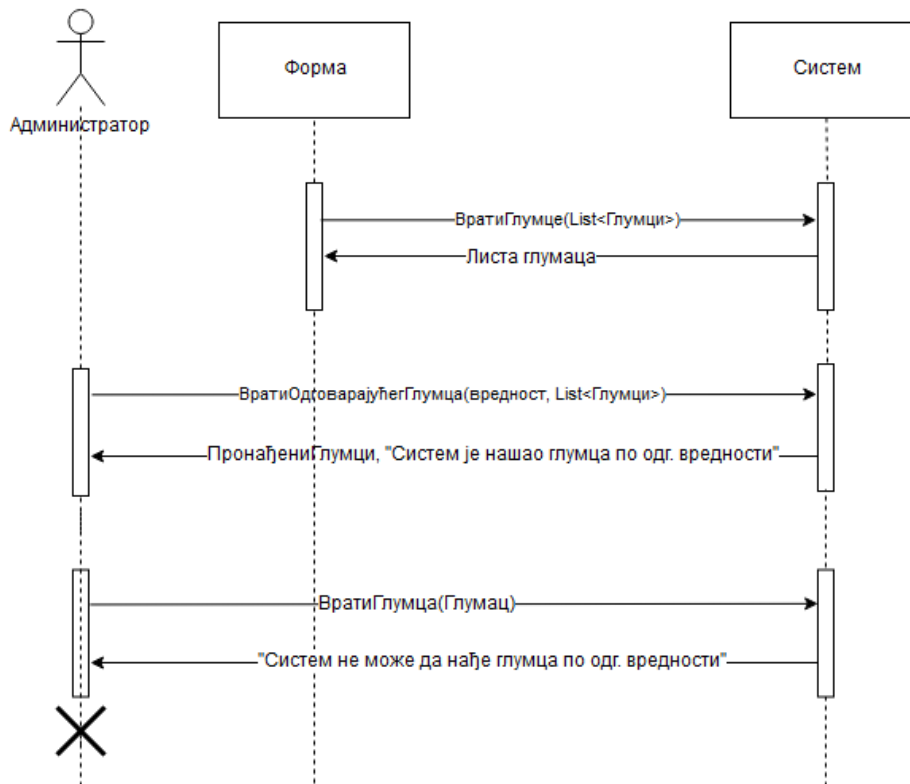 Форма
Систем
Администратор
ВратиГлумце(List<Глумци>)
Листа глумаца
ВратиОдговарајућегГлумца(вредност, List<Глумци>)
ПронађениГлумци, "Систем је нашао глумца по одг. вредности"
ВратиГлумца(Глумац)
"Систем не може да нађе глумца по одг. вредности"